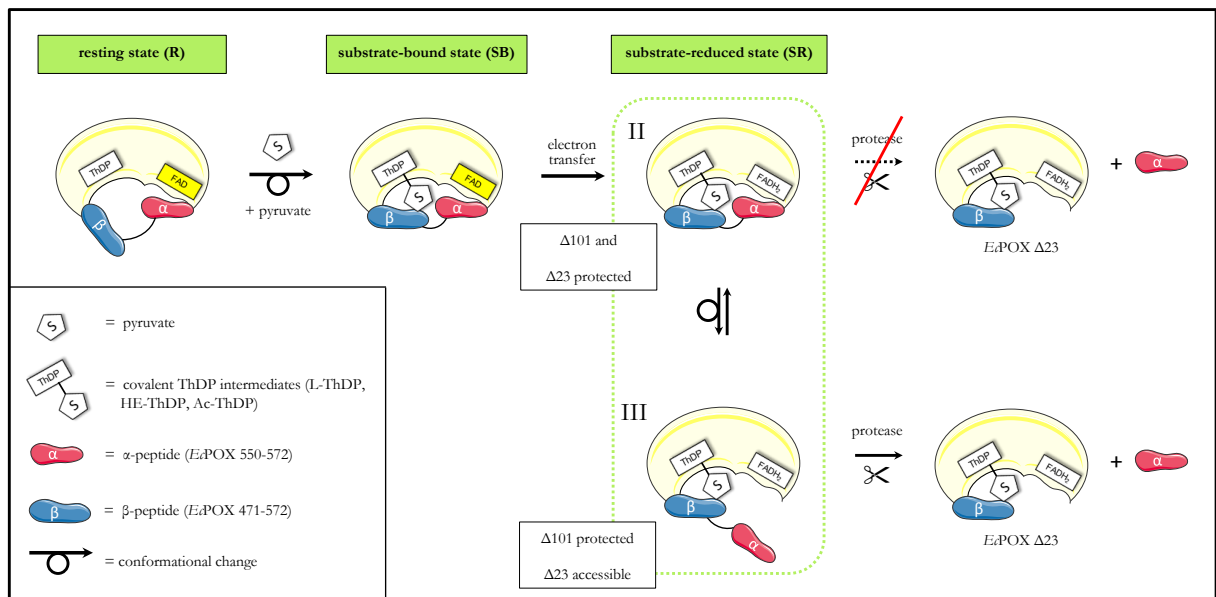 resting state (R)
substrate-bound state (SB)
substrate-reduced state (SR)
ThDP
FAD
β
α
S
+ pyruvate
ThDP
FAD
S
β
α
electron
transfer
II
ThDP
FADH₂
S
β
α
protease
ThDP
FADH₂
S
β
EcPOX Δ23
+
α
Δ101 and
Δ23 protected
III
ThDP
FADH₂
S
β
α
protease
ThDP
FADH₂
S
β
EcPOX Δ23
+
α
Δ101 protected
Δ23 accessible
S
= pyruvate
ThDP
S
= covalent ThDP intermediates (L-ThDP,
HE-ThDP, Ac-ThDP)
α
= α-peptide (EcPOX 550-572)
β
= β-peptide (EcPOX 471-572)
= conformational change